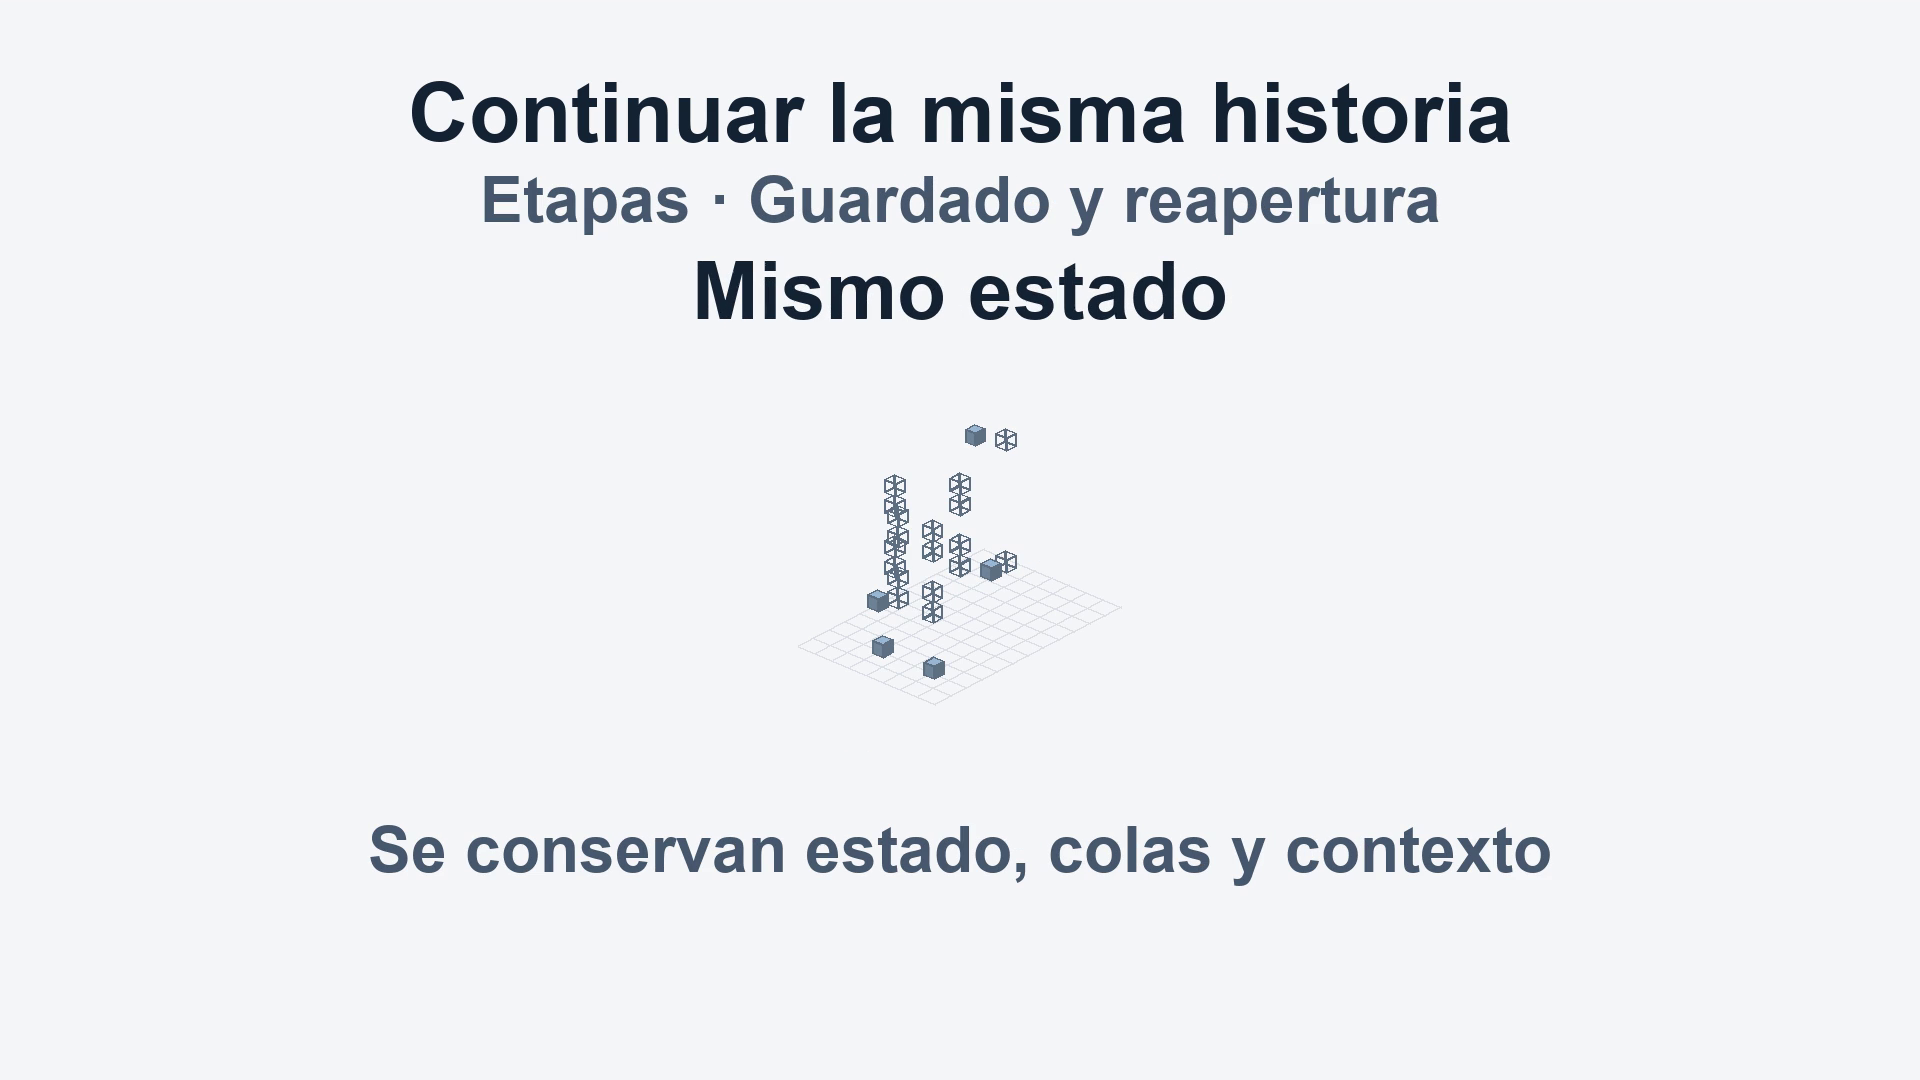 Continuar la misma historia
Etapas · Guardado y reapertura
Mismo estado
Se conservan estado, colas y contexto